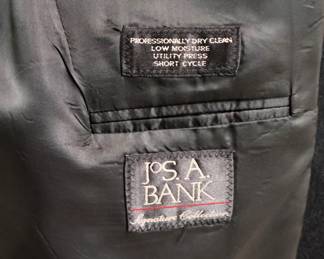 PROFESSIONALLY DRY CLEAN
LOW MOISTURE
UTILITY PRESS
SHORT CYCLE
JOS. A.
BANK
Signature Collection